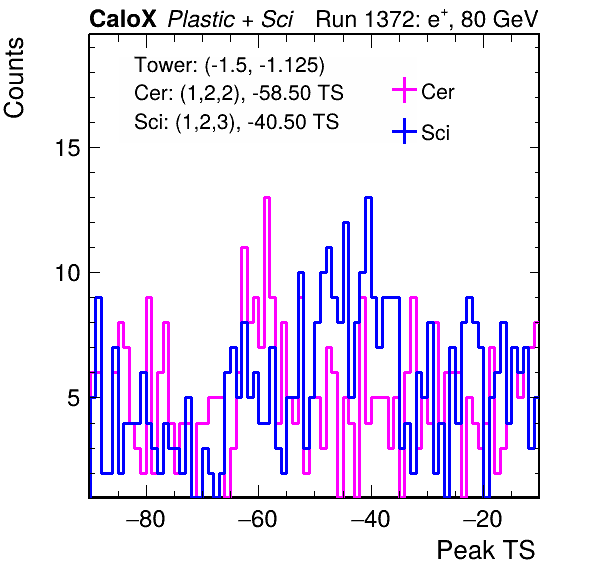 CaloX Plastic + Sci Run 1372: e+, 80 GeV
Tower: (-1.5, -1.125)
Cer: (1,2,2), -58.50 TS
Sci: (1,2,3), -40.50 TS
Cer
Sci
Counts
15
10
5
−80 −60 −40 −20
Peak TS